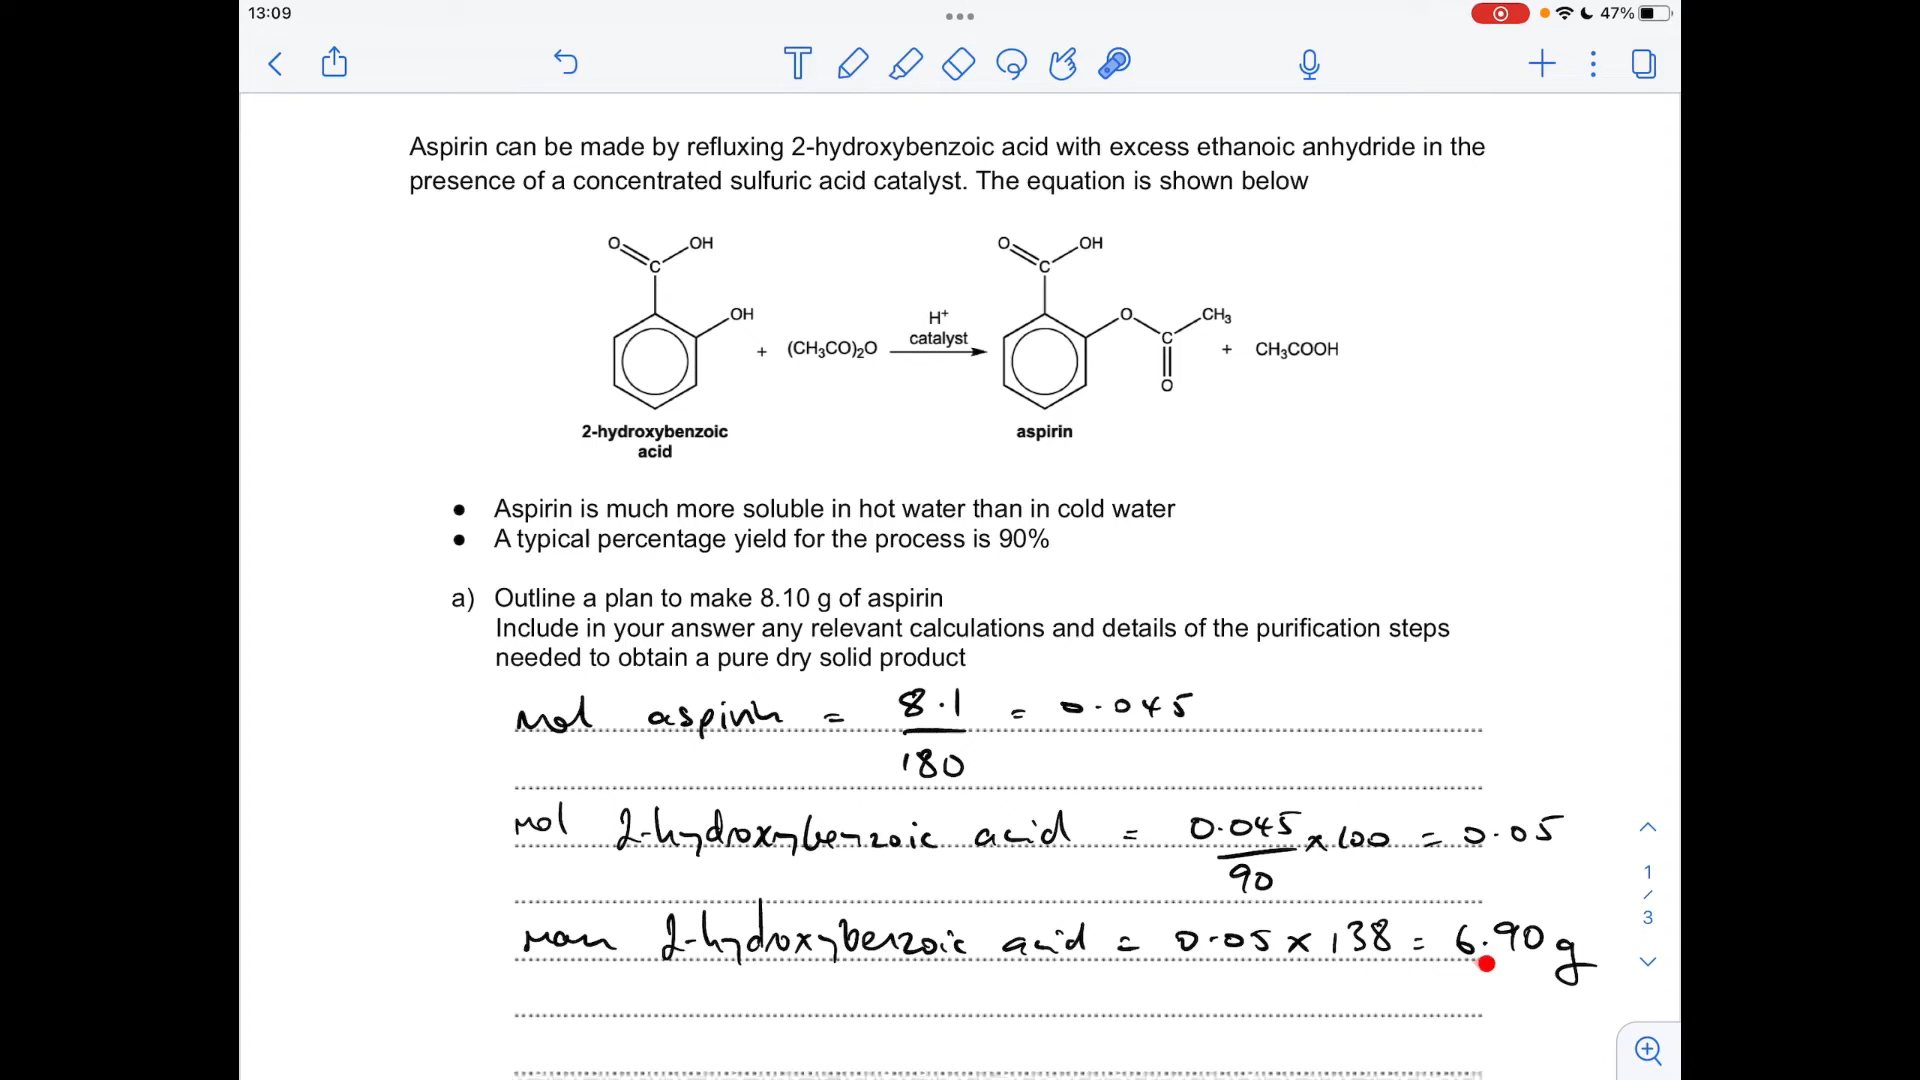 13:09
47%
Aspirin can be made by refluxing 2-hydroxybenzoic acid with excess ethanoic anhydride in the
presence of a concentrated sulfuric acid catalyst. The equation is shown below
O OH O OH
C C
OH H⁺ O CH₃
+ (CH₃CO)₂O catalyst C + CH₃COOH
O
2-hydroxybenzoic aspirin
acid
● Aspirin is much more soluble in hot water than in cold water
● A typical percentage yield for the process is 90%
a) Outline a plan to make 8.10 g of aspirin
Include in your answer any relevant calculations and details of the purification steps
needed to obtain a pure dry solid product
mol aspirin = 8.1 = 0.045
180
mol 2-hydroxybenzoic acid = 0.045 × 100 = 0.05
90
mass 2-hydroxybenzoic acid = 0.05 × 138 = 6.90 g
1
/
3